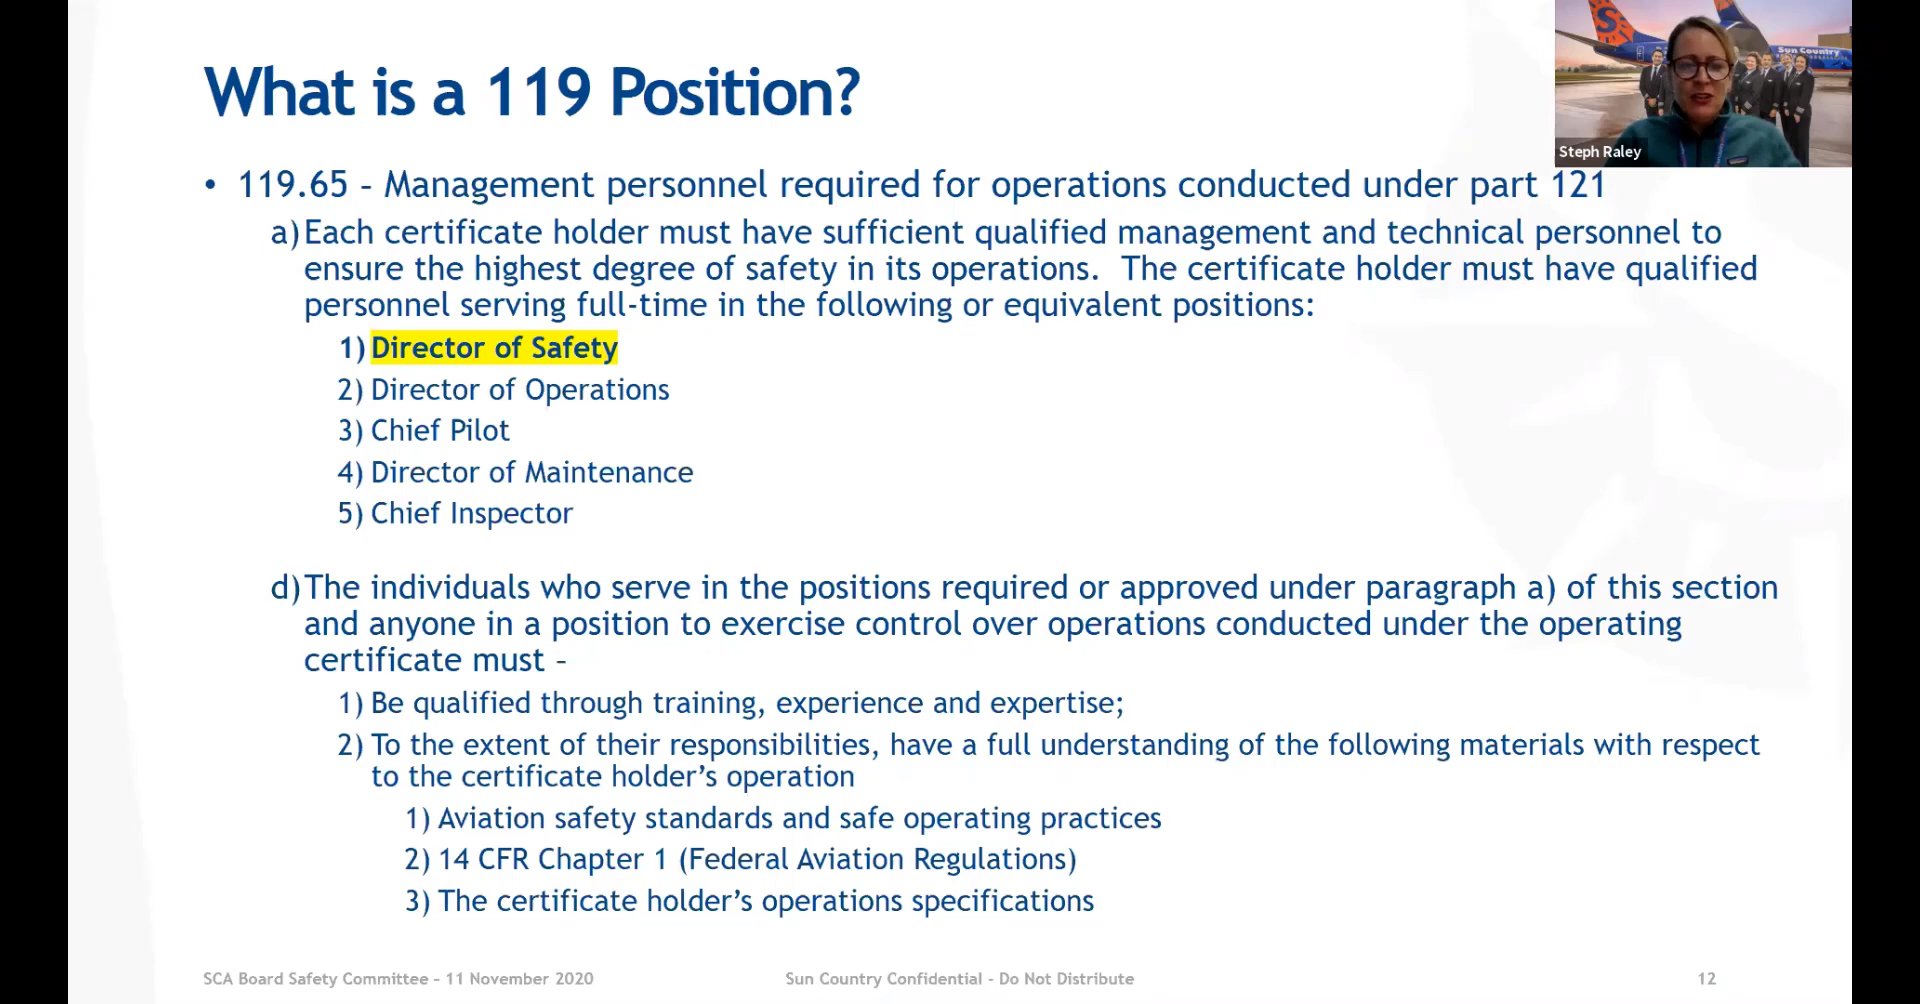 What is a 119 Position?
Sun Country
Steph Raley
• 119.65 – Management personnel required for operations conducted under part 121
a) Each certificate holder must have sufficient qualified management and technical personnel to
ensure the highest degree of safety in its operations.  The certificate holder must have qualified
personnel serving full-time in the following or equivalent positions:
1) Director of Safety
2) Director of Operations
3) Chief Pilot
4) Director of Maintenance
5) Chief Inspector
d) The individuals who serve in the positions required or approved under paragraph a) of this section
and anyone in a position to exercise control over operations conducted under the operating
certificate must –
1) Be qualified through training, experience and expertise;
2) To the extent of their responsibilities, have a full understanding of the following materials with respect
to the certificate holder’s operation
1) Aviation safety standards and safe operating practices
2) 14 CFR Chapter 1 (Federal Aviation Regulations)
3) The certificate holder’s operations specifications
SCA Board Safety Committee – 11 November 2020
Sun Country Confidential - Do Not Distribute
12